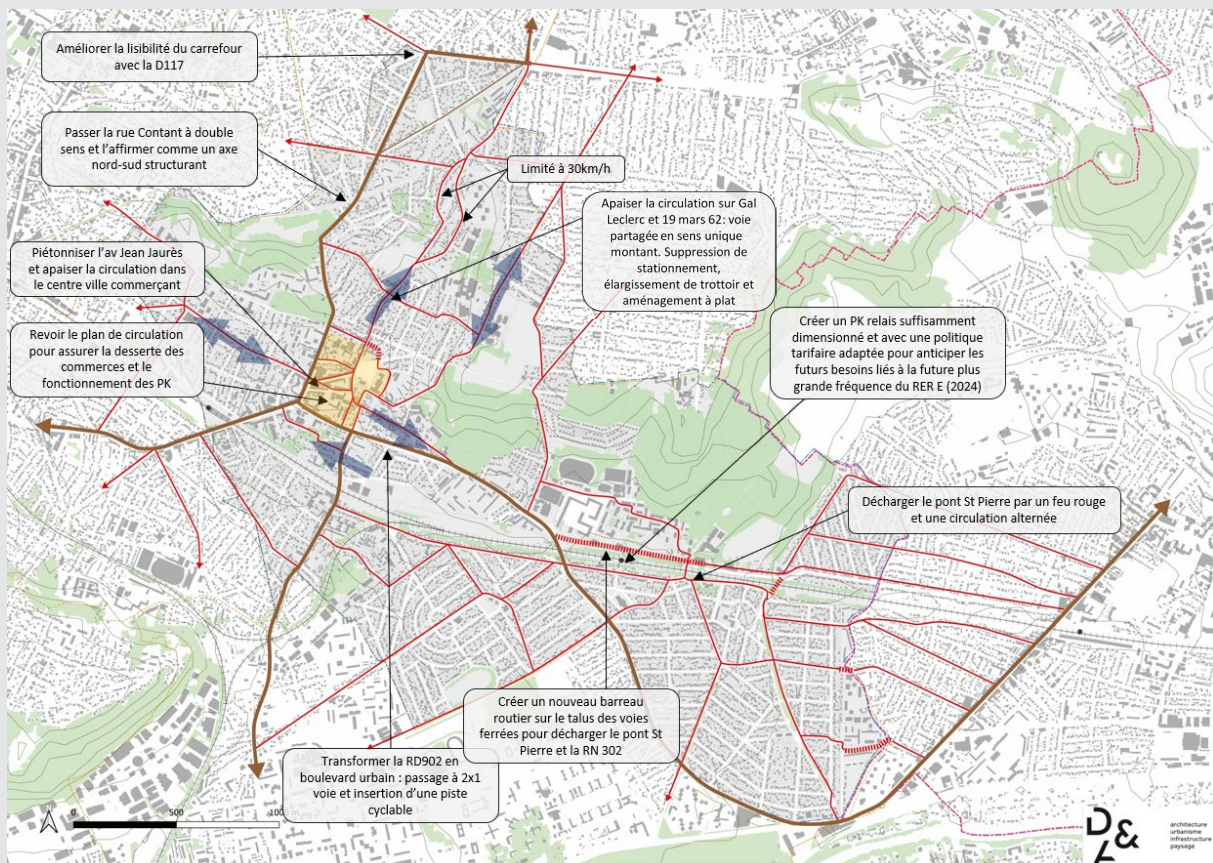 Améliorer la lisibilité du carrefour
avec la D117
Passer la rue Contant à double
sens et l'affirmer comme un axe
nord-sud structurant
Limité à 30km/h
Apaiser la circulation sur Gal
Leclerc et 19 mars 62: voie
partagée en sens unique
montant. Suppression de
stationnement,
élargissement de trottoir et
aménagement à plat
Piétonniser l'av Jean Jaurès
et apaiser la circulation dans
le centre ville commerçant
Revoir le plan de circulation
pour assurer la desserte des
commerces et le
fonctionnement des PK
Créer un PK relais suffisamment
dimensionné et avec une politique
tarifaire adaptée pour anticiper les
futurs besoins liés à la future plus
grande fréquence du RER E (2024)
Décharger le pont St Pierre par un feu rouge
et une circulation alternée
Créer un nouveau barreau
routier sur le talus des voies
ferrées pour décharger le pont St
Pierre et la RN 302
Transformer la RD902 en
boulevard urbain : passage à 2x1
voie et insertion d'une piste
cyclable
0 500 100
D&L
architecture
urbanisme
infrastructure
paysage